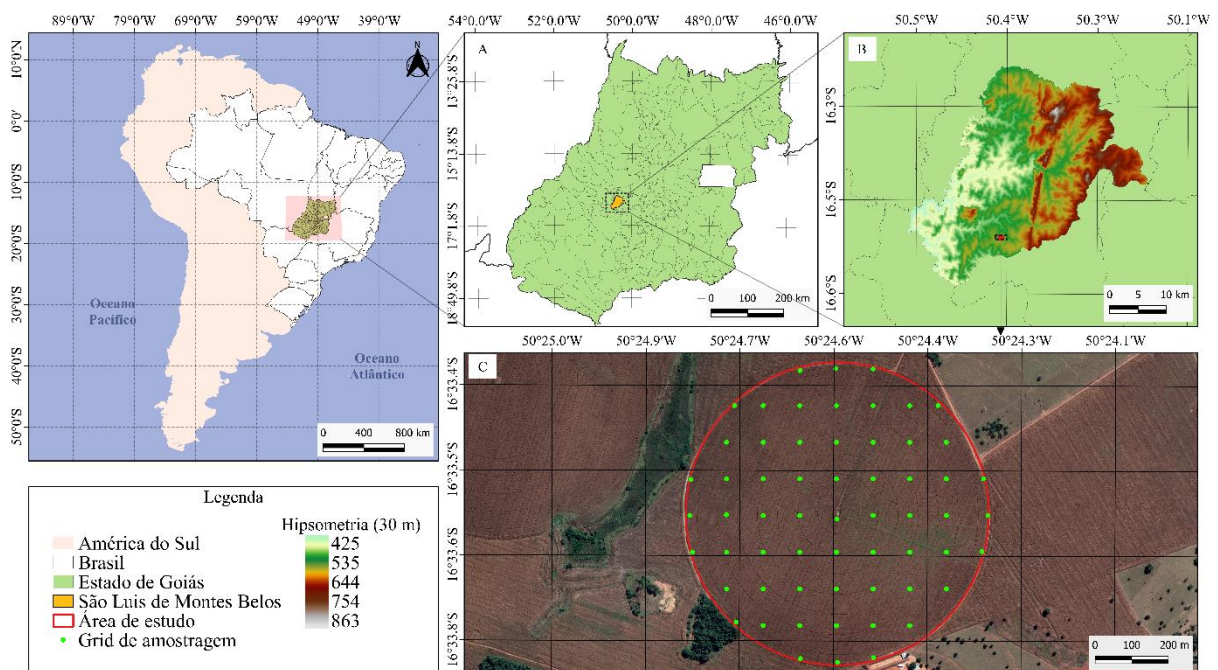 89°W 79°W 69°W 59°W 49°W 39°W
10°0'N
0°S
10°0'S
20°0'S
30°0'S
40°0'S
50°0'S
N
Oceano
Pacífico
Oceano
Atlântico
0 400 800 km
54°0.0'W 52°0.0'W 50°0.0'W 48°0.0'W 46°0.0'W
A
13°25.8'S
15°13.8'S
17°1.8'S
18°49.8'S
0 100 200 km
50.5°W 50.4°W 50.3°W 50.1°W
B
16.3°S
16.5°S
16.6°S
0 5 10 km
Legenda
América do Sul
Brasil
Estado de Goiás
São Luis de Montes Belos
Área de estudo
Grid de amostragem
Hipsometria (30 m)
425
535
644
754
863
50°25.0'W 50°24.9'W 50°24.7'W 50°24.6'W 50°24.4'W 50°24.3'W 50°24.1'W
C
16°33.4'S
16°33.5'S
16°33.6'S
16°33.8'S
0 100 200 m